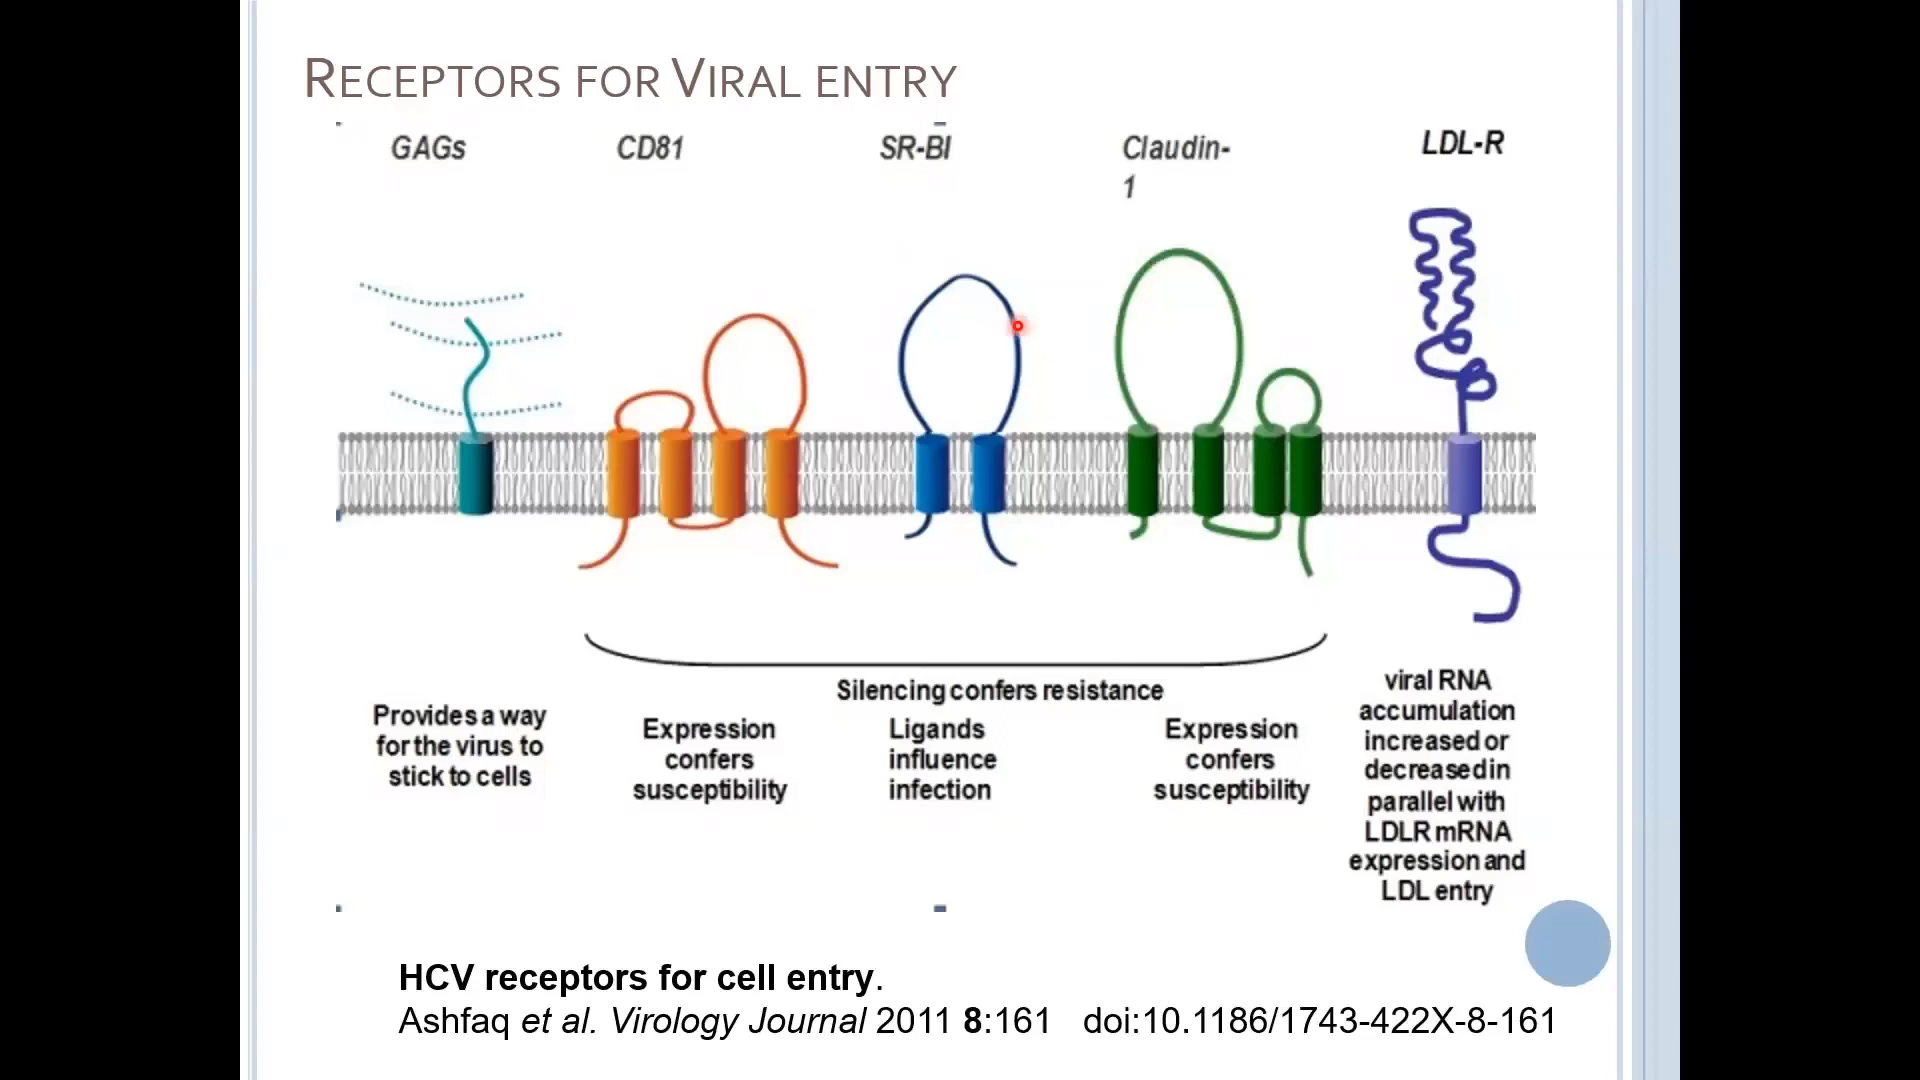 RECEPTORS FOR VIRAL ENTRY
GAGs
CD81
SR-BI
Claudin-
1
LDL-R
Provides a way
for the virus to
stick to cells
Silencing confers resistance
Expression
confers
susceptibility
Ligands
influence
infection
Expression
confers
susceptibility
viral RNA
accumulation
increased or
decreased in
parallel with
LDLR mRNA
expression and
LDL entry
HCV receptors for cell entry.
Ashfaq et al. Virology Journal 2011 8:161 doi:10.1186/1743-422X-8-161